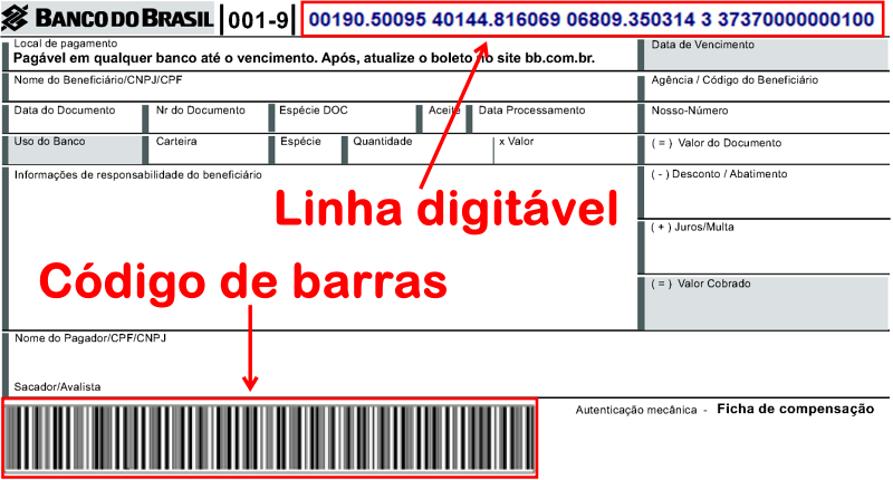 BANCO DO BRASIL 001-9 00190.50095 40144.816069 06809.350314 3 37370000000100
Local de pagamento
Pagável em qualquer banco até o vencimento. Após, atualize o boleto no site bb.com.br.
Data de Vencimento
Nome do Beneficiário/CNPJ/CPF
Agência / Código do Beneficiário
Data do Documento Nr do Documento Espécie DOC Aceite Data Processamento
Nosso-Número
Uso do Banco Carteira Espécie Quantidade x Valor
( = ) Valor do Documento
Informações de responsabilidade do beneficiário
( - ) Desconto / Abatimento
Linha digitável
( + ) Juros/Multa
Código de barras
( = ) Valor Cobrado
Nome do Pagador/CPF/CNPJ
Sacador/Avalista
Autenticação mecânica - Ficha de compensação